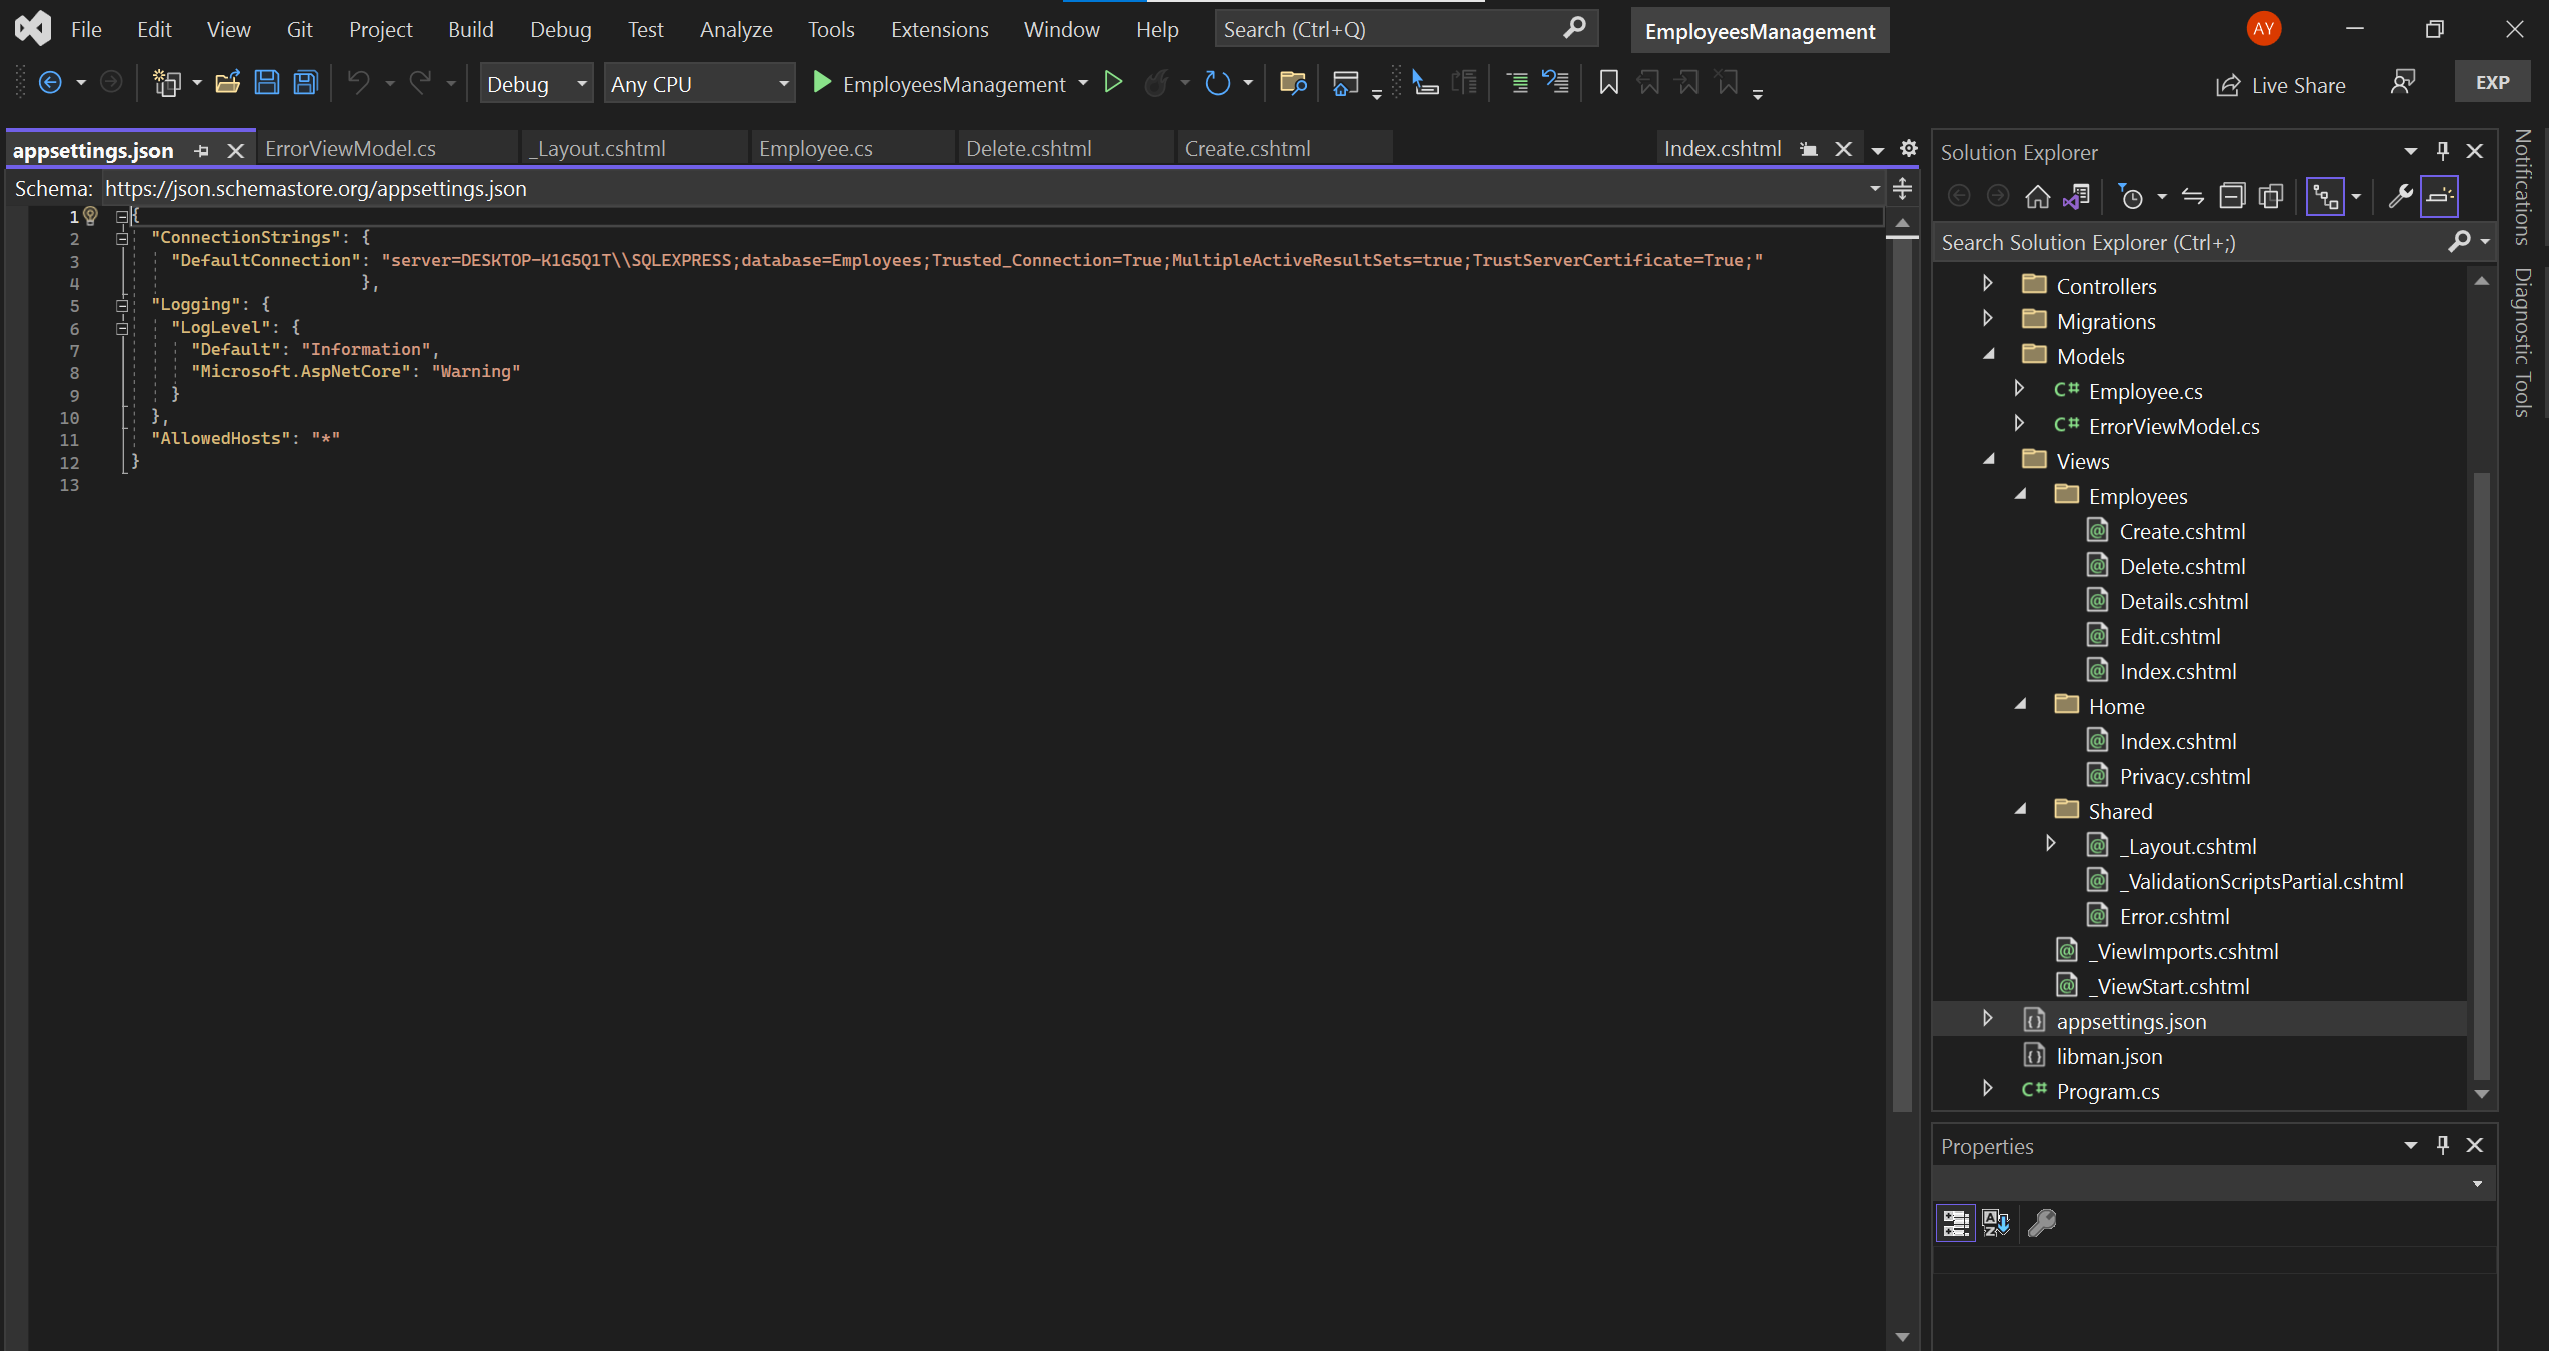 File Edit View Git Project Build Debug Test Analyze Tools Extensions Window Help Search (Ctrl+Q) EmployeesManagement AY
Debug Any CPU EmployeesManagement Live Share EXP
appsettings.json ErrorViewModel.cs _Layout.cshtml Employee.cs Delete.cshtml Create.cshtml Index.cshtml
Schema: https://json.schemastore.org/appsettings.json
1 {
2 "ConnectionStrings": {
3 "DefaultConnection": "server=DESKTOP-K1G5Q1T\\SQLEXPRESS;database=Employees;Trusted_Connection=True;MultipleActiveResultSets=true;TrustServerCertificate=True;"
4 },
5 "Logging": {
6 "LogLevel": {
7 "Default": "Information",
8 "Microsoft.AspNetCore": "Warning"
9 }
10 },
11 "AllowedHosts": "*"
12 }
13
Solution Explorer
Search Solution Explorer (Ctrl+;)
Controllers
Migrations
Models
C# Employee.cs
C# ErrorViewModel.cs
Views
Employees
Create.cshtml
Delete.cshtml
Details.cshtml
Edit.cshtml
Index.cshtml
Home
Index.cshtml
Privacy.cshtml
Shared
_Layout.cshtml
_ValidationScriptsPartial.cshtml
Error.cshtml
_ViewImports.cshtml
_ViewStart.cshtml
appsettings.json
libman.json
C# Program.cs
Properties
Notifications
Diagnostic Tools